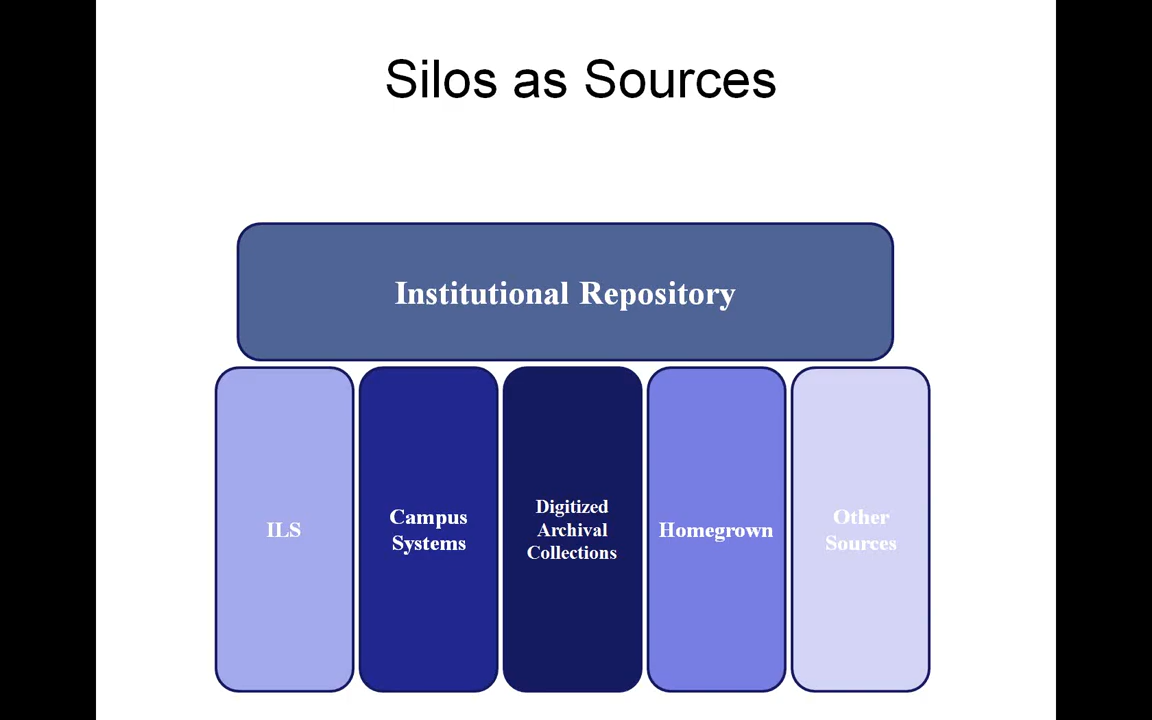 Silos as Sources
Institutional Repository
ILS
Campus
Systems
Digitized
Archival
Collections
Homegrown
Other
Sources